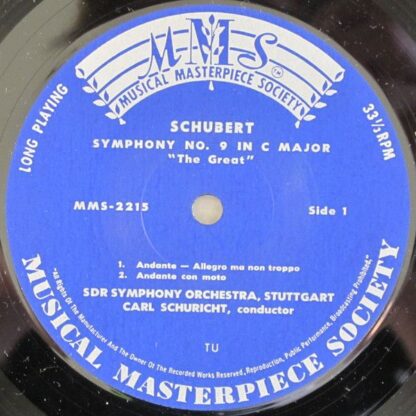 MMS
TM
MUSICAL MASTERPIECE SOCIETY
LONG PLAYING
33⅓ RPM
SCHUBERT
SYMPHONY NO. 9 IN C MAJOR
"The Great"
MMS-2215
Side 1
1. Andante — Allegro ma non troppo
2. Andante con moto
SDR SYMPHONY ORCHESTRA, STUTTGART
CARL SCHURICHT, conductor
TU
"All Rights of The Manufacturer And The Owner Of The Recorded Works Reserved, Reproduction, Public Performance, Broadcasting Prohibited"
MUSICAL MASTERPIECE SOCIETY